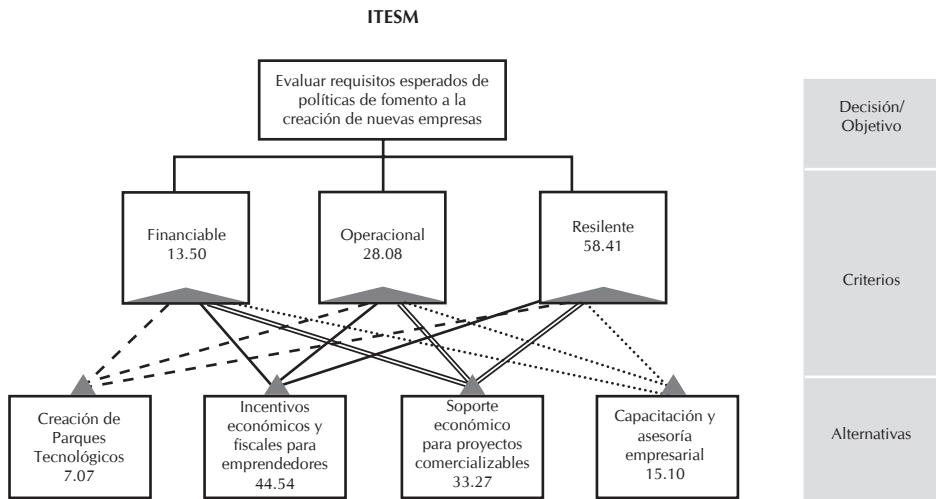 ITESM
Evaluar requisitos esperados de
políticas de fomento a la
creación de nuevas empresas
Decisión/
Objetivo
Financiable
13.50
Operacional
28.08
Resilente
58.41
Criterios
Creación de
Parques
Tecnológicos
7.07
Incentivos
económicos y
fiscales para
emprendedores
44.54
Soporte
económico
para proyectos
comercializables
33.27
Capacitación y
asesoría
empresarial
15.10
Alternativas